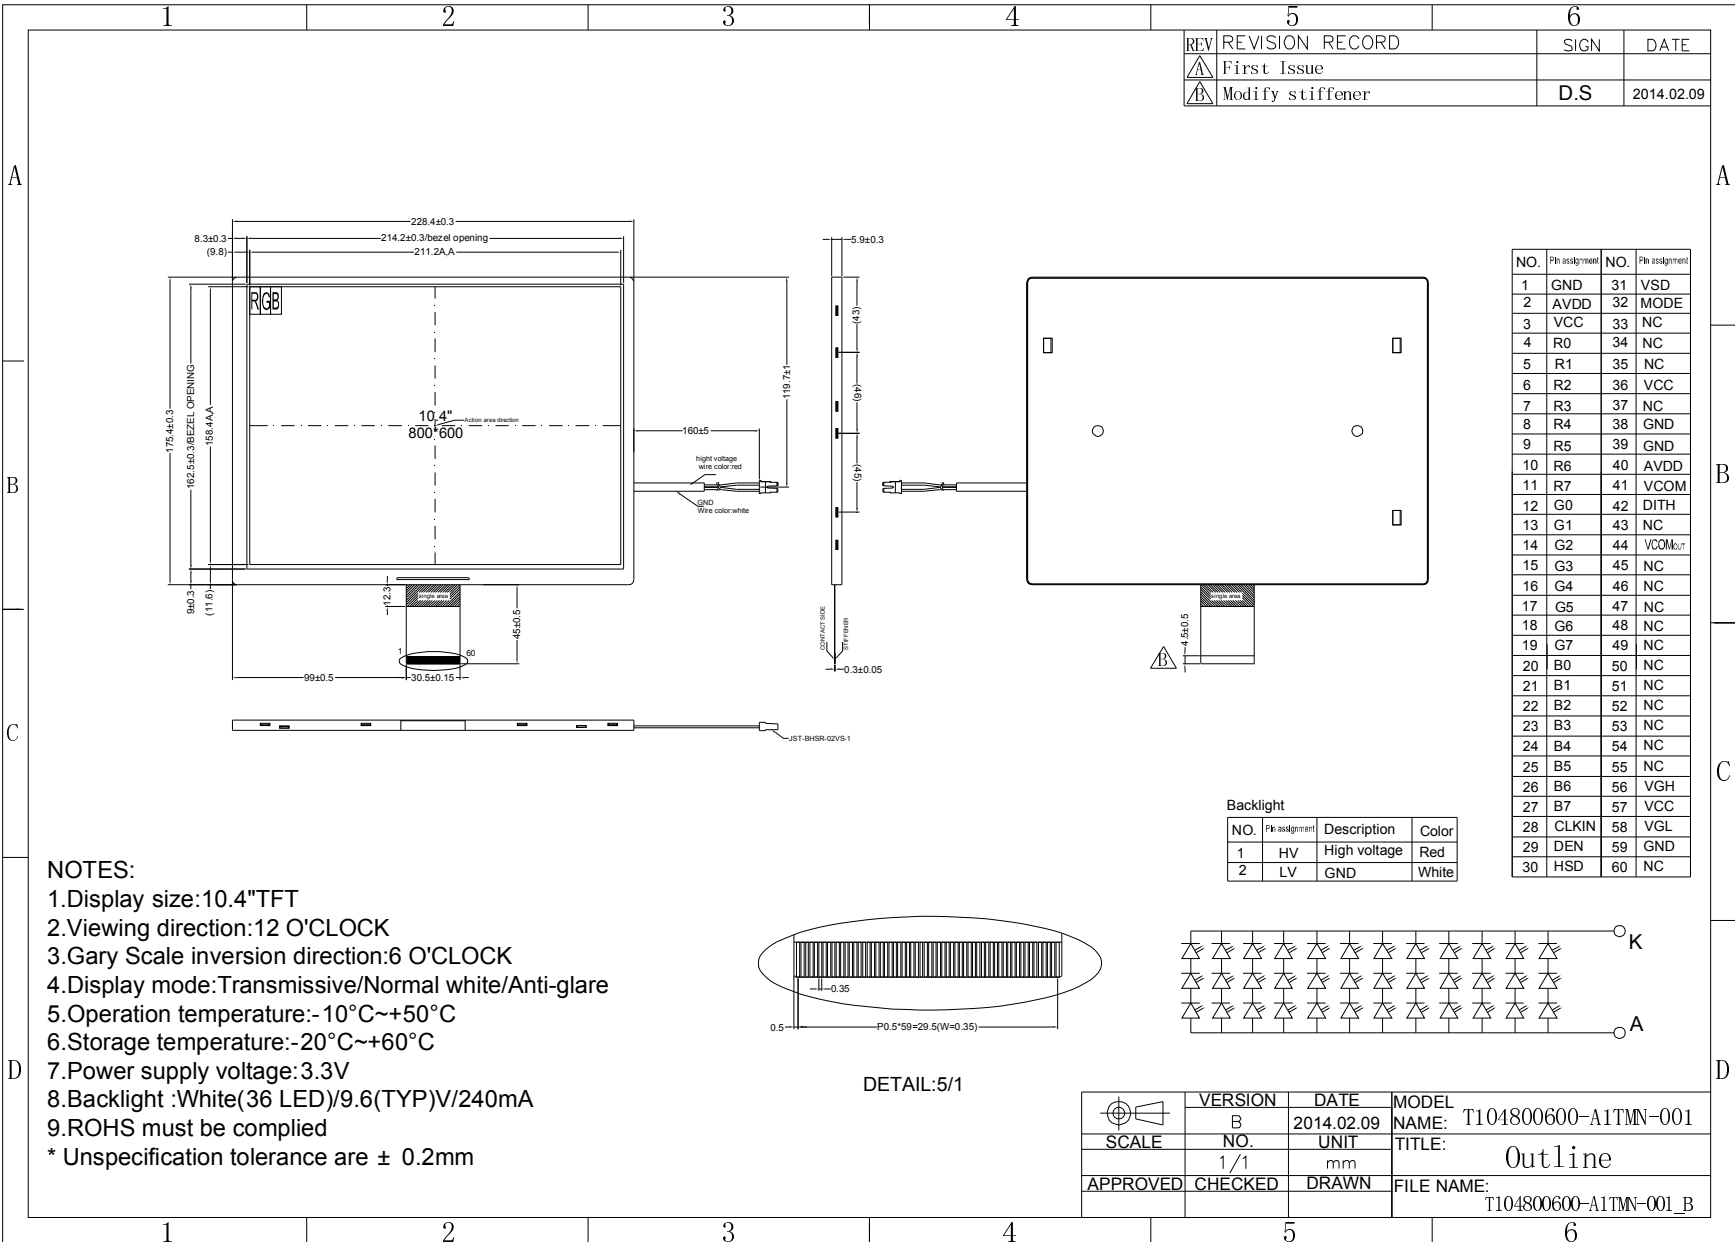 1 2 3 4 5 6
REV REVISION RECORD SIGN DATE
A First Issue
B Modify stiffener D.S 2014.02.09
A A
B B
C C
D D
228.4±0.3
8.3±0.3 214.2±0.3/bezel opening
(9.8) 211.2A,A
RGB
175.4±0.3
162.5±0.3/BEZEL OPENING
158.4A,A
10.4"
Action area direction
800*600
119.7±1
160±5
hight voltage
wire color:red
GND
Wire color:white
9±0.3
(11.6)
12.3
single area
45±0.5
1 60
99±0.5 30.5±0.15
JST-BHSR-02VS-1
5.9±0.3
(43)
(46)
(45)
CONTACT SIDE
STIFFENER
0.3±0.05
single area
4.5±0.5
B
NO. Pin assignment NO. Pin assignment
1 GND 31 VSD
2 AVDD 32 MODE
3 VCC 33 NC
4 R0 34 NC
5 R1 35 NC
6 R2 36 VCC
7 R3 37 NC
8 R4 38 GND
9 R5 39 GND
10 R6 40 AVDD
11 R7 41 VCOM
12 G0 42 DITH
13 G1 43 NC
14 G2 44 VCOMOUT
15 G3 45 NC
16 G4 46 NC
17 G5 47 NC
18 G6 48 NC
19 G7 49 NC
20 B0 50 NC
21 B1 51 NC
22 B2 52 NC
23 B3 53 NC
24 B4 54 NC
25 B5 55 NC
26 B6 56 VGH
27 B7 57 VCC
28 CLKIN 58 VGL
29 DEN 59 GND
30 HSD 60 NC
Backlight
NO. Pin assignment Description Color
1 HV High voltage Red
2 LV GND White
NOTES:
1.Display size:10.4"TFT
2.Viewing direction:12 O'CLOCK
3.Gary Scale inversion direction:6 O'CLOCK
4.Display mode:Transmissive/Normal white/Anti-glare
5.Operation temperature:-10°C~+50°C
6.Storage temperature:-20°C~+60°C
7.Power supply voltage:3.3V
8.Backlight :White(36 LED)/9.6(TYP)V/240mA
9.ROHS must be complied
* Unspecification tolerance are ± 0.2mm
0.35
0.5 P0.5*59=29.5(W=0.35)
DETAIL:5/1
K
A
VERSION DATE MODEL
B 2014.02.09 NAME: T104800600-A1TMN-001
SCALE NO. UNIT TITLE:
1/1 mm Outline
APPROVED CHECKED DRAWN FILE NAME:
T104800600-A1TMN-001_B
1 2 3 4 5 6